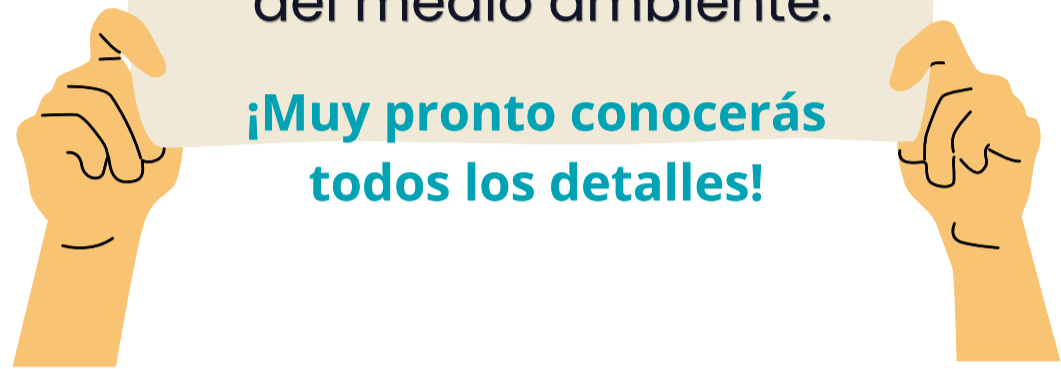 del medio ambiente.
¡Muy pronto conocerás
todos los detalles!